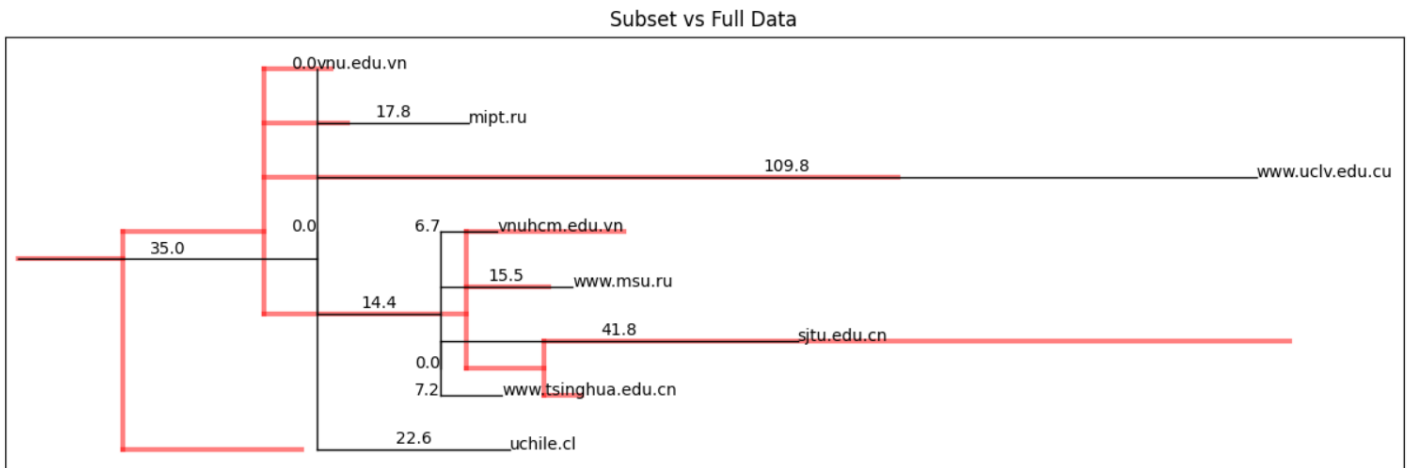 Subset vs Full Data
0.0 vnu.edu.vn
17.8 mipt.ru
109.8 www.uclv.edu.cu
0.0
6.7 vnuhcm.edu.vn
35.0
15.5 www.msu.ru
14.4
41.8 sjtu.edu.cn
0.0
7.2 www.tsinghua.edu.cn
22.6 uchile.cl